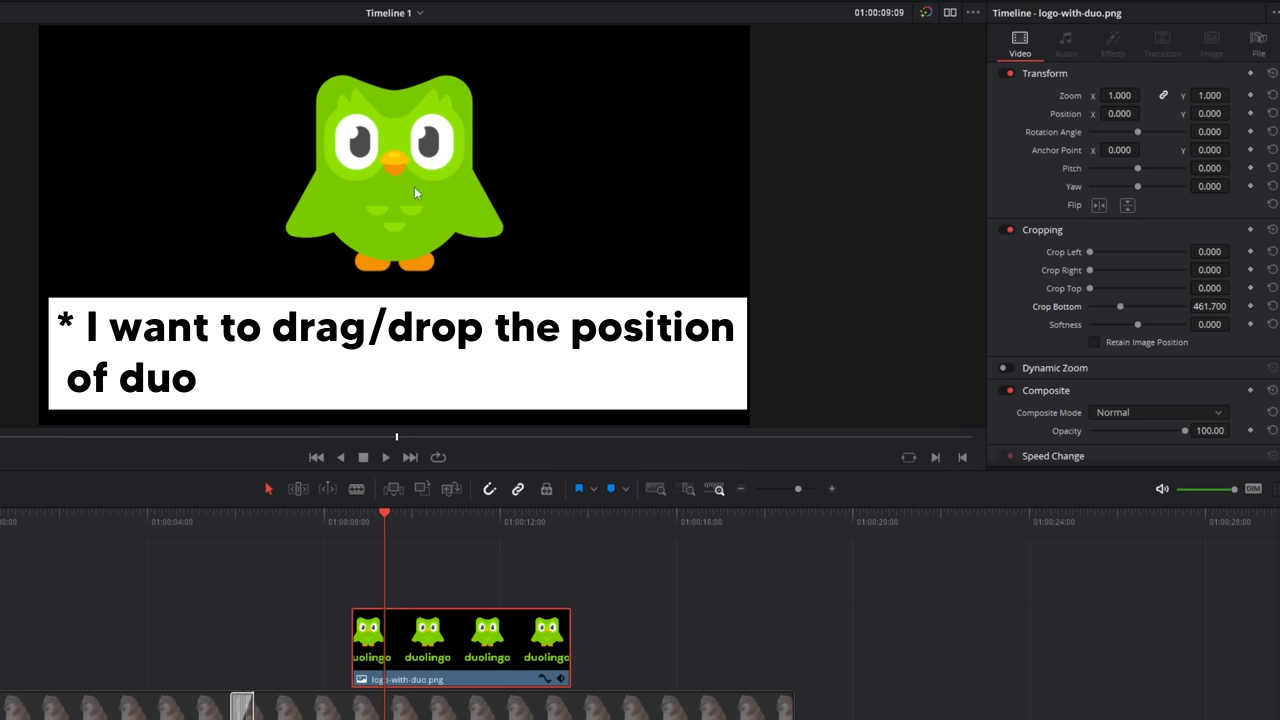 Timeline 1
01:00:09:09
Timeline - logo-with-duo.png
Video
Audio
Effects
Transition
Image
File
Transform
Zoom X 1.000 Y 1.000
Position X 0.000 Y 0.000
Rotation Angle 0.000
Anchor Point X 0.000 Y 0.000
Pitch 0.000
Yaw 0.000
Flip
Cropping
Crop Left 0.000
Crop Right 0.000
Crop Top 0.000
Crop Bottom 461.700
Softness 0.000
Retain Image Position
Dynamic Zoom
Composite
Composite Mode Normal
Opacity 100.00
Speed Change
* I want to drag/drop the position
of duo
DIM
00:00 01:00:04:00 01:00:08:00 01:00:12:00 01:00:16:00 01:00:20:00 01:00:24:00 01:00:28:00
uolingo duolingo duolingo duolingo
logo-with-duo.png